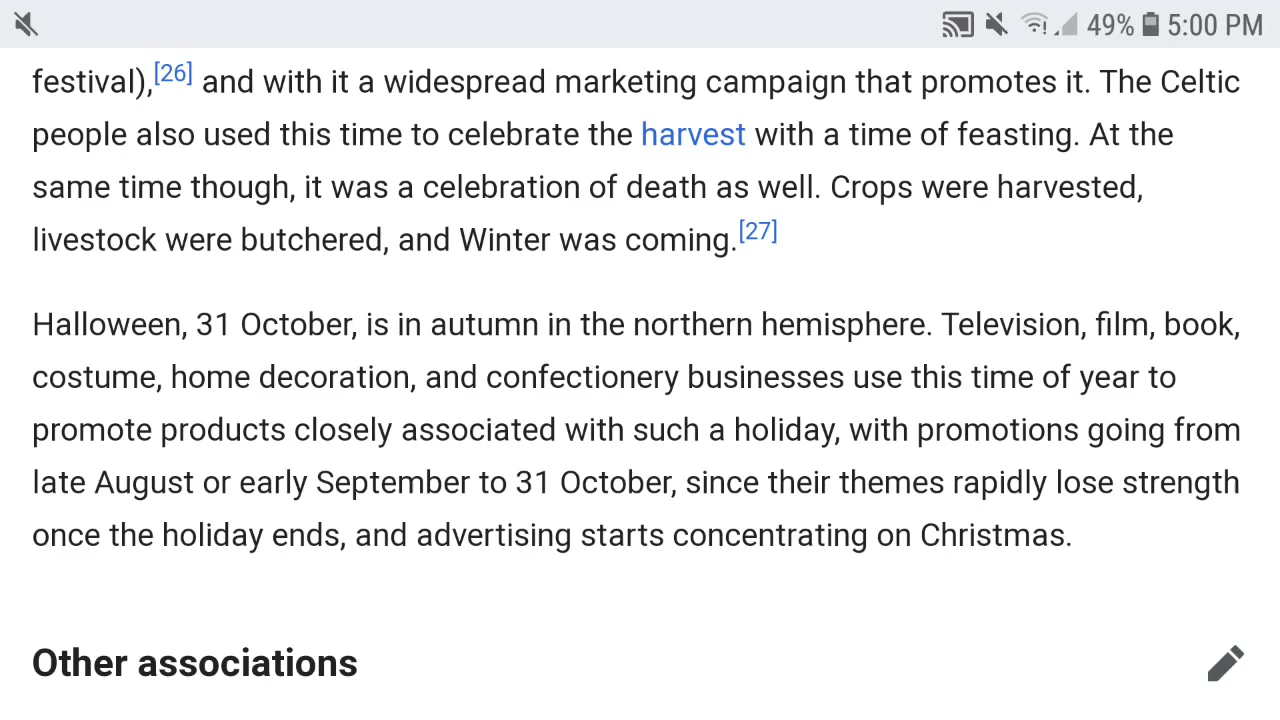 49% 5:00 PM
festival),[26] and with it a widespread marketing campaign that promotes it. The Celtic
people also used this time to celebrate the harvest with a time of feasting. At the
same time though, it was a celebration of death as well. Crops were harvested,
livestock were butchered, and Winter was coming.[27]
Halloween, 31 October, is in autumn in the northern hemisphere. Television, film, book,
costume, home decoration, and confectionery businesses use this time of year to
promote products closely associated with such a holiday, with promotions going from
late August or early September to 31 October, since their themes rapidly lose strength
once the holiday ends, and advertising starts concentrating on Christmas.
Other associations